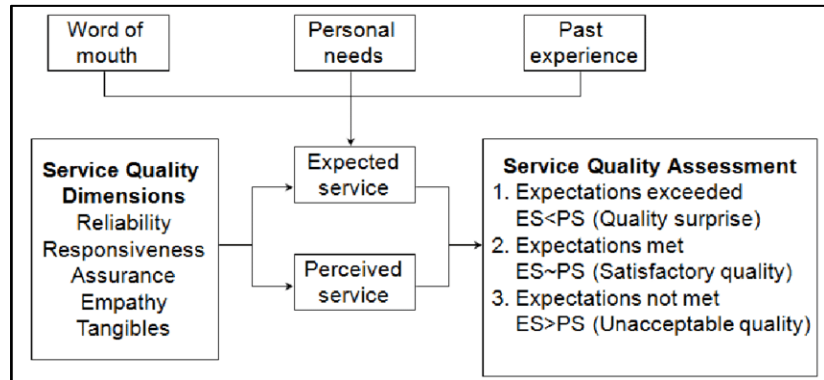 Word of
mouth
Personal
needs
Past
experience
Service Quality
Dimensions
Reliability
Responsiveness
Assurance
Empathy
Tangibles
Expected
service
Perceived
service
Service Quality Assessment
1. Expectations exceeded
ES<PS (Quality surprise)
2. Expectations met
ES~PS (Satisfactory quality)
3. Expectations not met
ES>PS (Unacceptable quality)